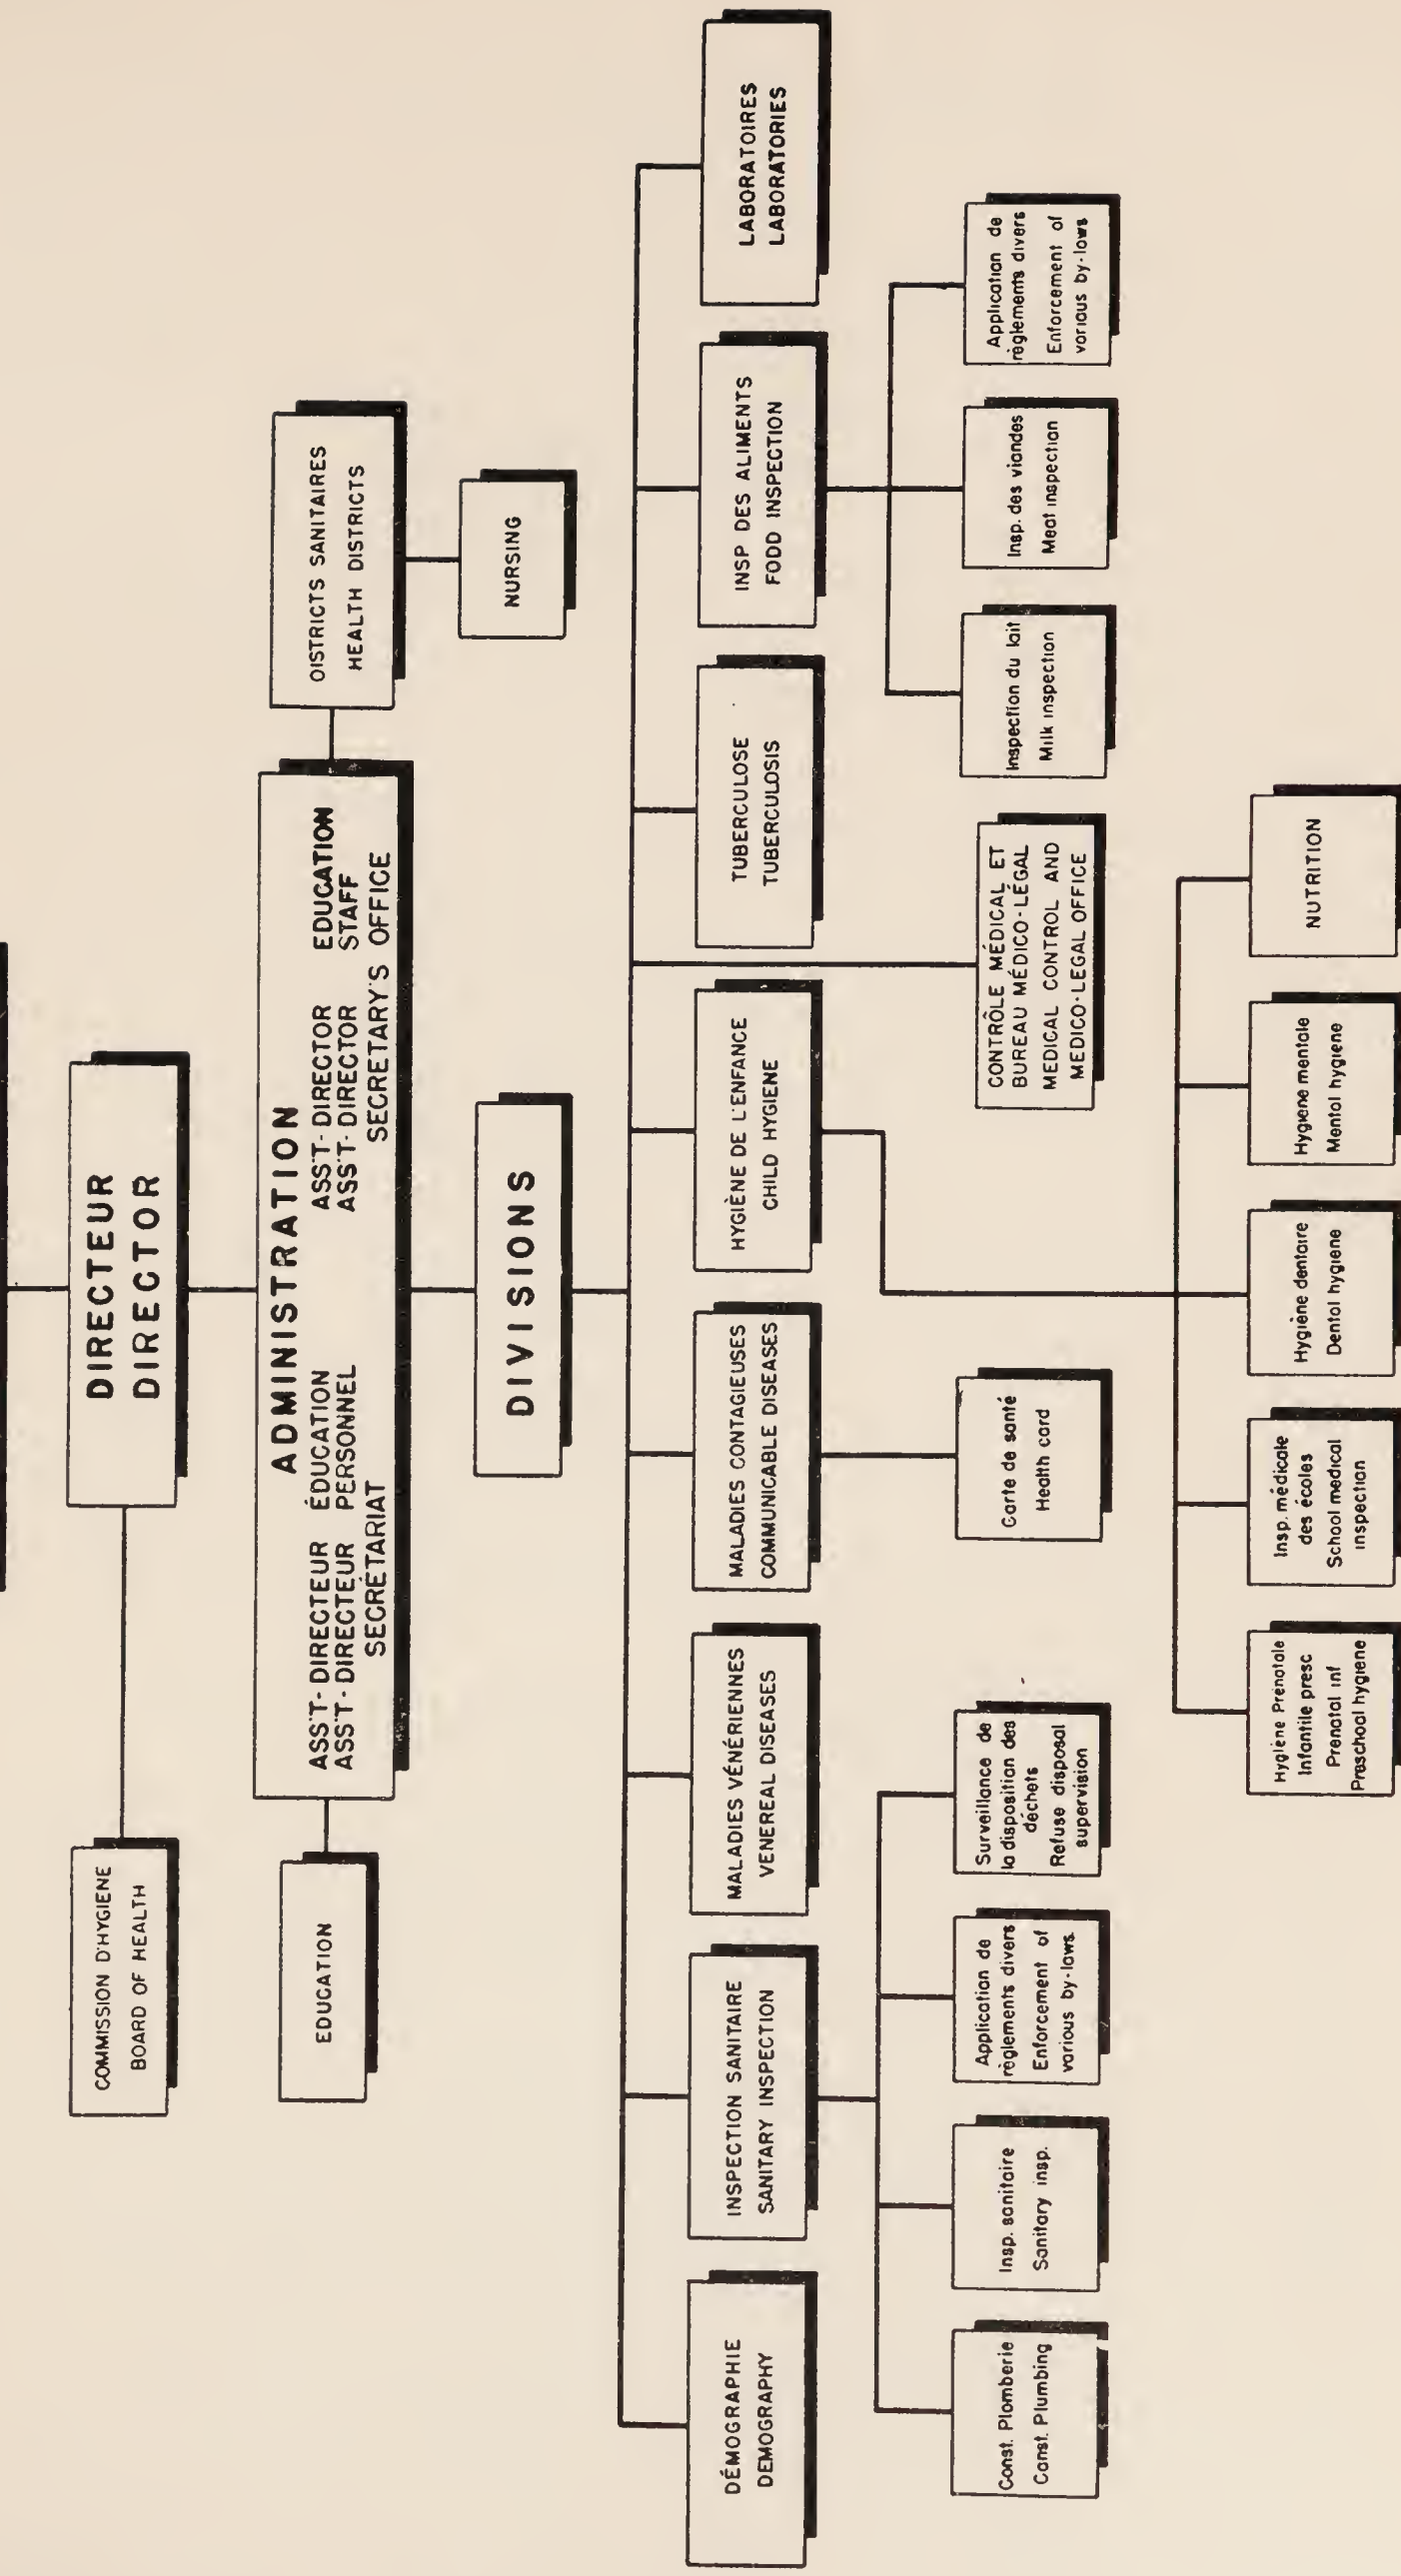 DIRECTEUR
DIRECTOR
COMMISSION D'HYGIENE
BOARD OF HEALTH
ADMINISTRATION
ASS'T-DIRECTEUR ÉDUCATION
ASS'T-DIRECTEUR PERSONNEL
SECRÉTARIAT
ASS'T-DIRECTOR EDUCATION
ASS'T-DIRECTOR STAFF
SECRETARY'S OFFICE
EDUCATION
DISTRICTS SANITAIRES
HEALTH DISTRICTS
NURSING
DIVISIONS
DÉMOGRAPHIE
DEMOGRAPHY
INSPECTION SANITAIRE
SANITARY INSPECTION
MALADIES VÉNÉRIENNES
VENEREAL DISEASES
MALADIES CONTAGIEUSES
COMMUNICABLE DISEASES
HYGIÈNE DE L'ENFANCE
CHILD HYGIENE
TUBERCULOSE
TUBERCULOSIS
INSP DES ALIMENTS
FOOD INSPECTION
LABORATOIRES
LABORATORIES
Const. Plomberie
Const. Plumbing
Insp. sanitaire
Sanitary insp.
Application de
règlements divers
Enforcement of
various by-laws
Surveillance de
la disposition des
déchets
Refuse disposal
supervision
Carte de santé
Health card
CONTRÔLE MÉDICAL ET
BUREAU MÉDICO-LÉGAL
MEDICAL CONTROL AND
MEDICO-LEGAL OFFICE
Inspection du lait
Milk inspection
Insp. des viandes
Meat inspection
Application de
règlements divers
Enforcement of
various by-laws
Hygiène Prénatale
Infantile presc
Prenatal inf
Preschool hygiene
Insp. médicale
des écoles
School medical
inspection
Hygiène dentaire
Dental hygiene
Hygiene mentale
Mental hygiene
NUTRITION